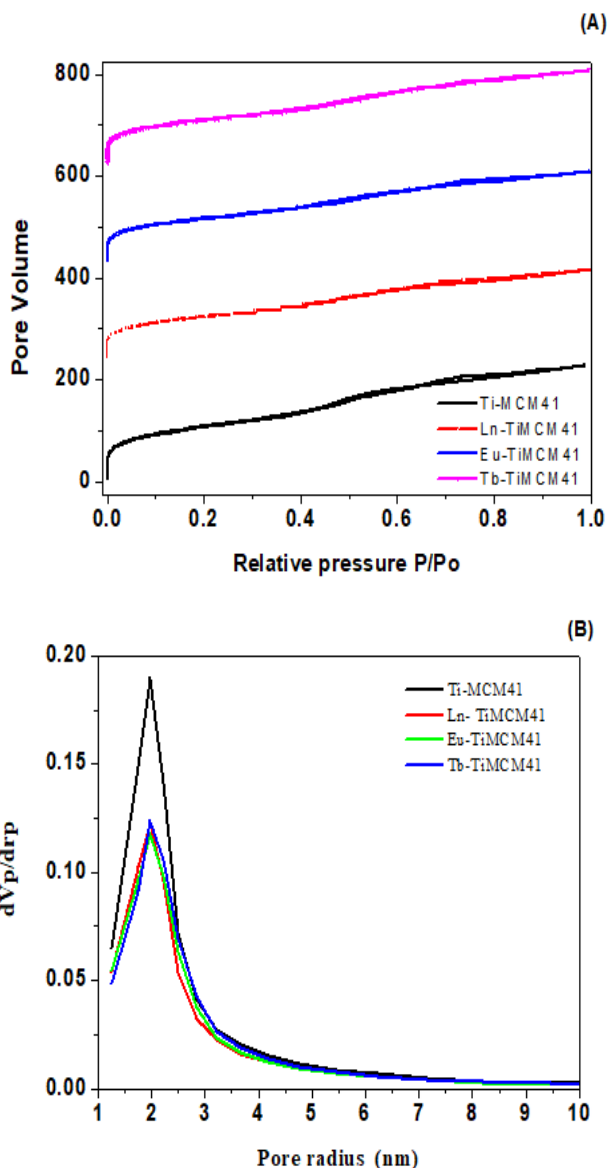 (A)
800
600
400
200
0
Pore Volume
Ti-MCM41
Ln-TiMCM41
Eu-TiMCM41
Tb-TiMCM41
0.0 0.2 0.4 0.6 0.8 1.0
Relative pressure P/Po
(B)
0.20
0.15
0.10
0.05
0.00
dVp/drp
Ti-MCM41
Ln- TiMCM41
Eu-TiMCM41
Tb-TiMCM41
1 2 3 4 5 6 7 8 9 10
Pore radius (nm)